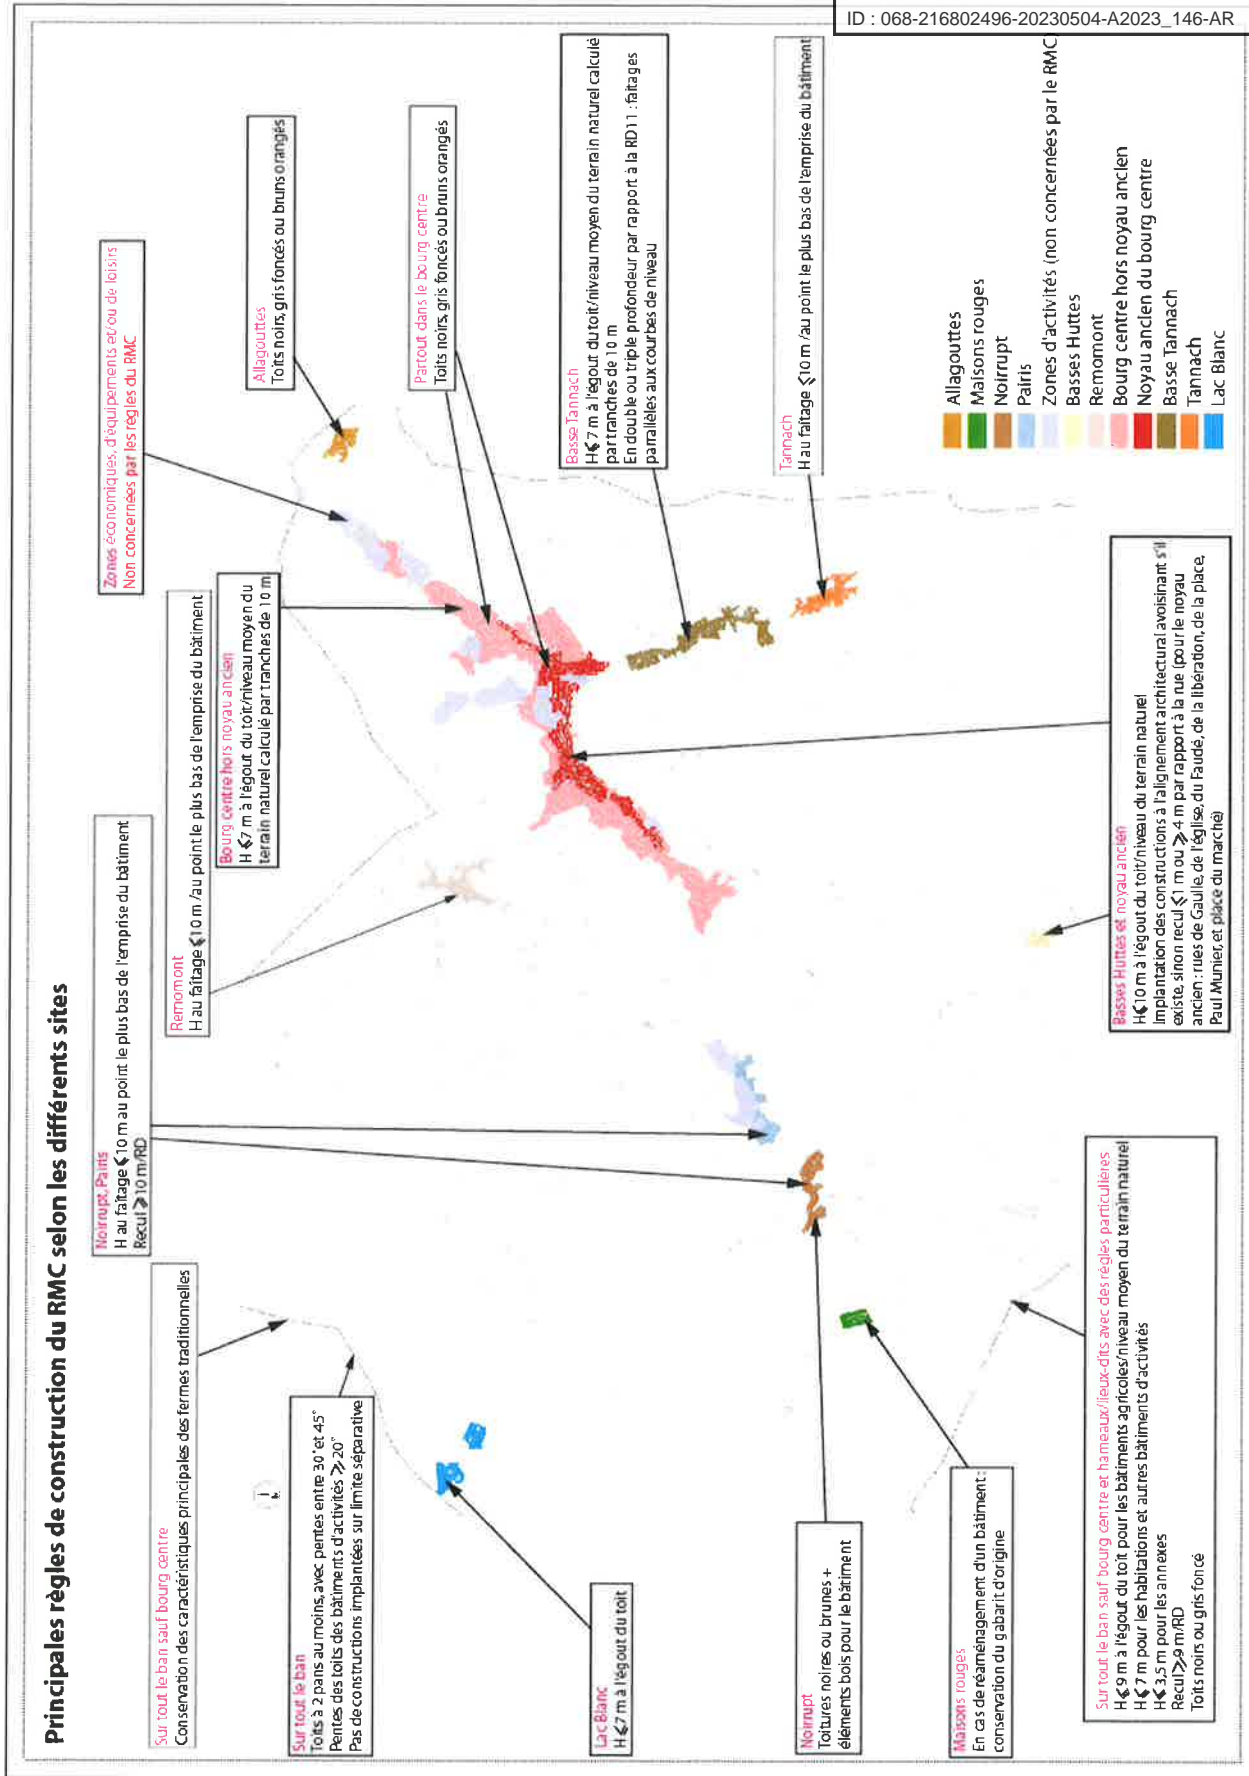 ID : 068-216802496-20230504-A2023_146-AR
Principales règles de construction du RMC selon les différents sites
Noirrupt, Pairis
H au faîtage ⩽10 m au point le plus bas de l'emprise du bâtiment
Recul ⩾10 m/RD
Zones économiques, d'équipements et/ou de loisirs
Non concernées par les règles du RMC
Sur tout le ban sauf bourg centre
Conservation des caractéristiques principales des fermes traditionnelles
Remomont
H au faîtage ⩽10 m /au point le plus bas de l'emprise du bâtiment
Bourg centre hors noyau ancien
H ⩽7 m à l'égout du toit/niveau moyen du
terrain naturel calculé par tranches de 10 m
Allagouttes
Toits noirs, gris foncés ou bruns orangés
Sur tout le ban
Toits à 2 pans au moins, avec pentes entre 30° et 45°
Pentes des toits des bâtiments d'activités ⩾20°
Pas de constructions implantées sur limite séparative
Partout dans le bourg centre
Toits noirs, gris foncés ou bruns orangés
Lac Blanc
H⩽7 m à l'égout du toit
Basse Tannach
H⩽7 m à l'égout du toit/niveau moyen du terrain naturel calculé
par tranches de 10 m
En double ou triple profondeur par rapport à la RD11 : faîtages
parrallèles aux courbes de niveau
Noirrupt
Toitures noires ou brunes +
éléments bois pour le bâtiment
Tannach
H au faîtage ⩽10 m /au point le plus bas de l'emprise du bâtiment
Maisons rouges
En cas de réaménagement d'un bâtiment :
conservation du gabarit d'origine
Sur tout le ban sauf bourg centre et hameaux/lieux-dits avec des règles particulières
H⩽9 m à l'égout du toit pour les bâtiments agricoles/niveau moyen du terrain naturel
H⩽7 m pour les habitations et autres bâtiments d'activités
H⩽3,5 m pour les annexes
Recul⩾9 m/RD
Toits noirs ou gris foncé
Basses Huttes et noyau ancien
H⩽10 m à l'égout du toit/niveau du terrain naturel
Implantation des constructions à l'alignement architectural avoisinant s'il
existe, sinon recul⩽1 m ou ⩾4 m par rapport à la rue (pour le noyau
ancien : rues de Gaulle, de l'église, du Faudé, de la libération, de la place,
Paul Munier, et place du marché)
Allagouttes
Maisons rouges
Noirrupt
Pairis
Zones d'activités (non concernées par le RMC)
Basses Huttes
Remomont
Bourg centre hors noyau ancien
Noyau ancien du bourg centre
Basse Tannach
Tannach
Lac Blanc